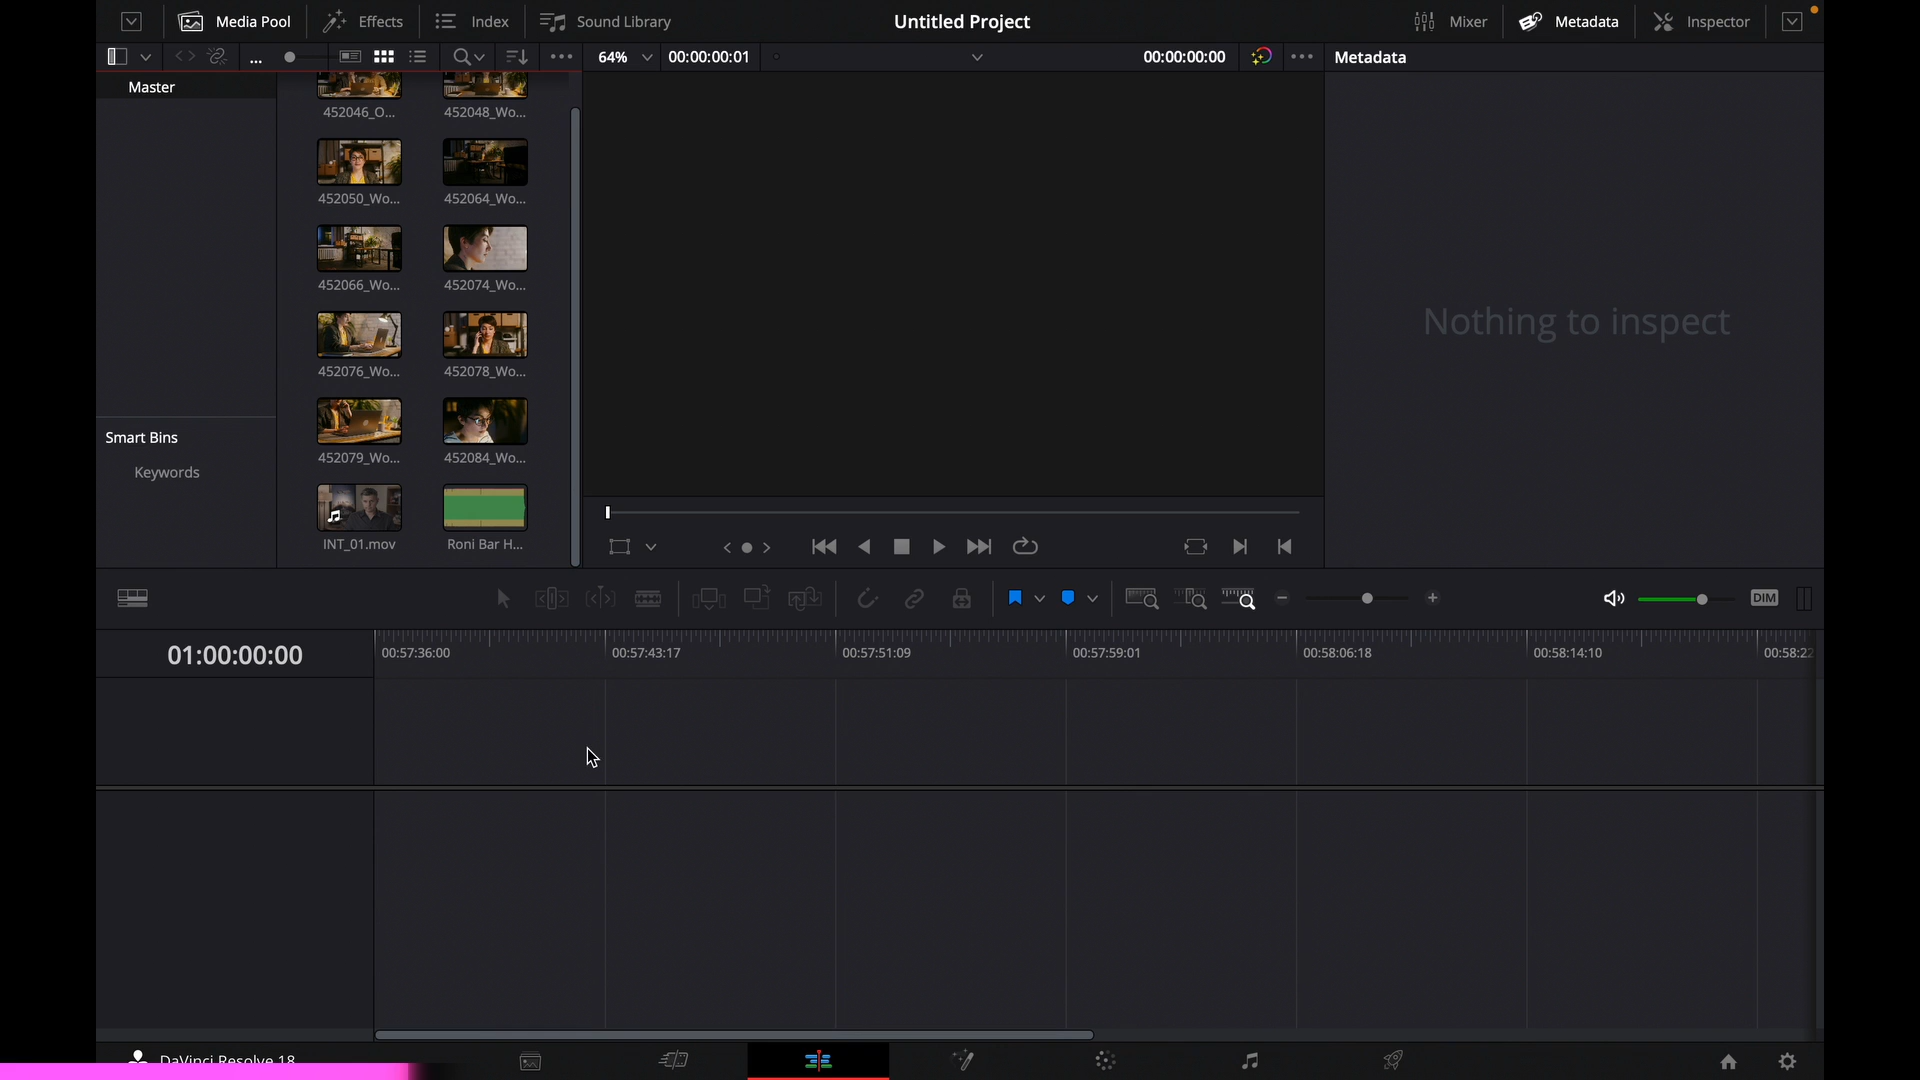 Media Pool
Effects
Index
Sound Library
Untitled Project
Mixer
Metadata
Inspector
...
64%
00:00:00:01
00:00:00:00
Metadata
Master
452046_O...
452048_Wo...
452050_Wo...
452064_Wo...
452066_Wo...
452074_Wo...
Nothing to inspect
452076_Wo...
452078_Wo...
Smart Bins
452079_Wo...
452084_Wo...
Keywords
INT_01.mov
Roni Bar H...
DIM
01:00:00:00
00:57:36:00
00:57:43:17
00:57:51:09
00:57:59:01
00:58:06:18
00:58:14:10
00:58:22
DaVinci Resolve 18